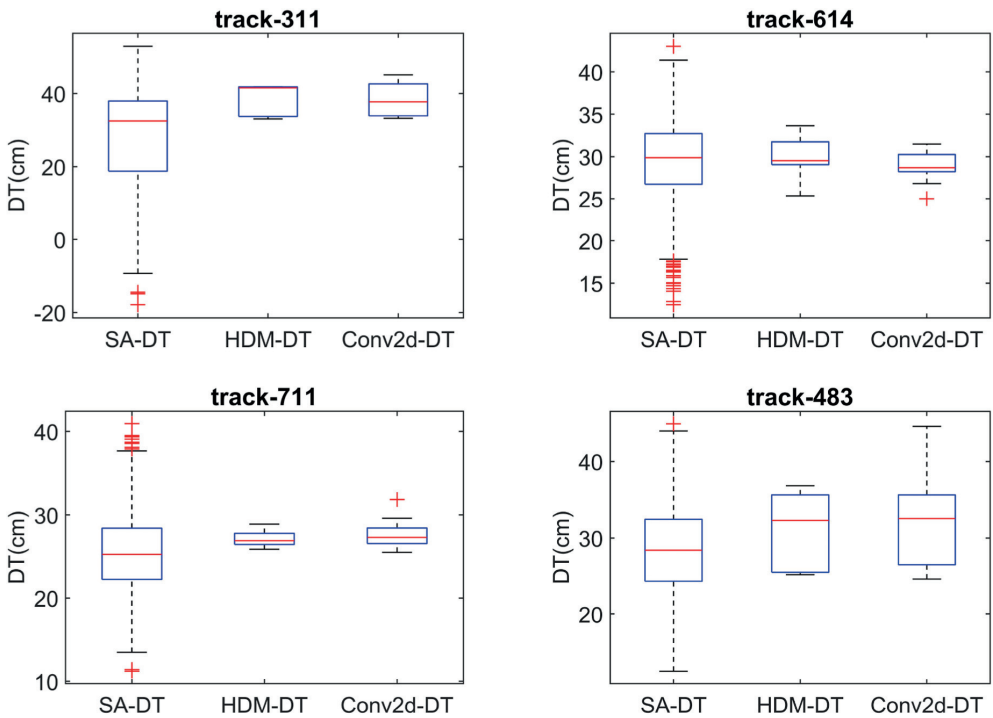 track-311
DT(cm)
40
20
0
-20
SA-DT HDM-DT Conv2d-DT
track-614
DT(cm)
40
35
30
25
20
15
SA-DT HDM-DT Conv2d-DT
track-711
DT(cm)
40
30
20
10
SA-DT HDM-DT Conv2d-DT
track-483
DT(cm)
40
30
20
SA-DT HDM-DT Conv2d-DT